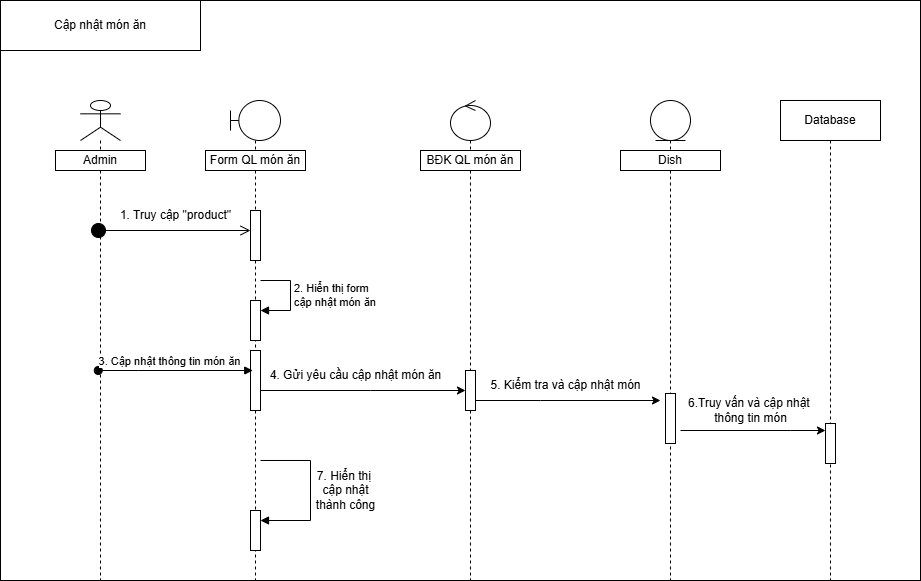 Cập nhật món ăn
Admin
Form QL món ăn
BĐK QL món ăn
Dish
Database
1. Truy cập "product"
2. Hiển thị form
cập nhật món ăn
3. Cập nhật thông tin món ăn
4. Gửi yêu cầu cập nhật món ăn
5. Kiểm tra và cập nhật món
6.Truy vấn và cập nhật
thông tin món
7. Hiển thị
cập nhật
thành công